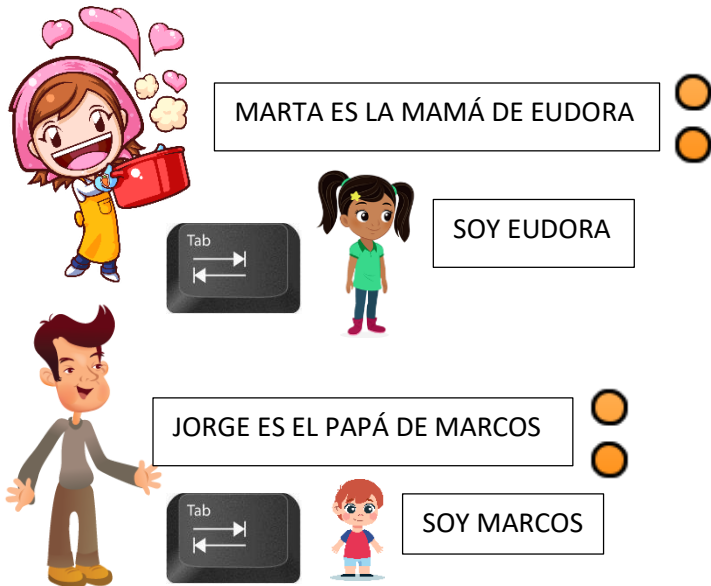 MARTA ES LA MAMÁ DE EUDORA
Tab
SOY EUDORA
JORGE ES EL PAPÁ DE MARCOS
Tab
SOY MARCOS